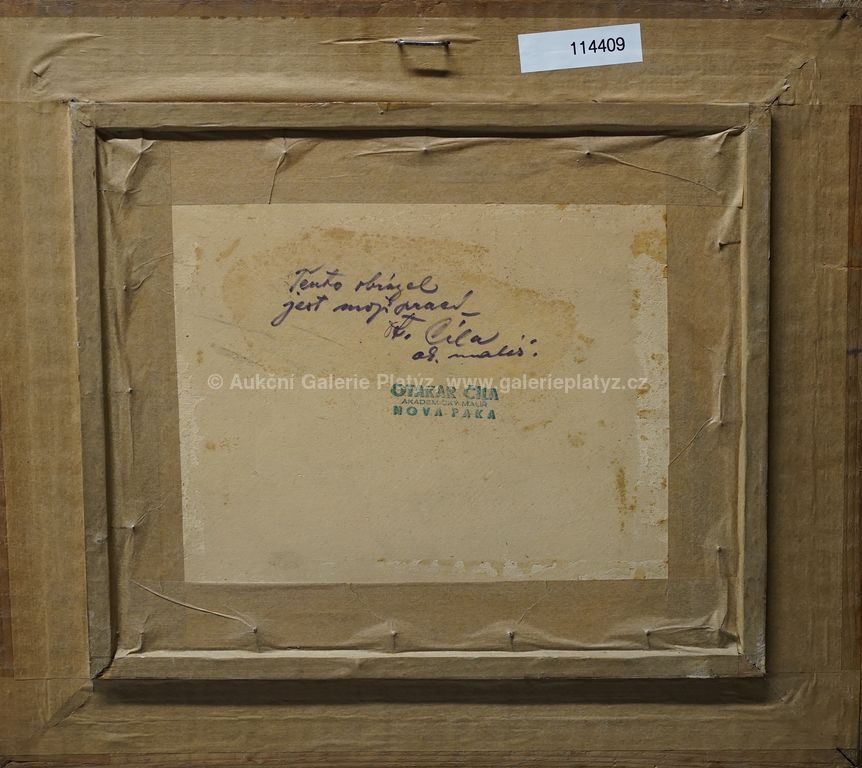 114409
Tento obrázek
jest mojí prací
Ot. Cíla
ak. malíř.
© Aukční Galerie Platýz, www.galerieplatyz.cz
OTAKAR ČÍLA
AKADEMICKÝ MALÍŘ
NOVÁ PAKA